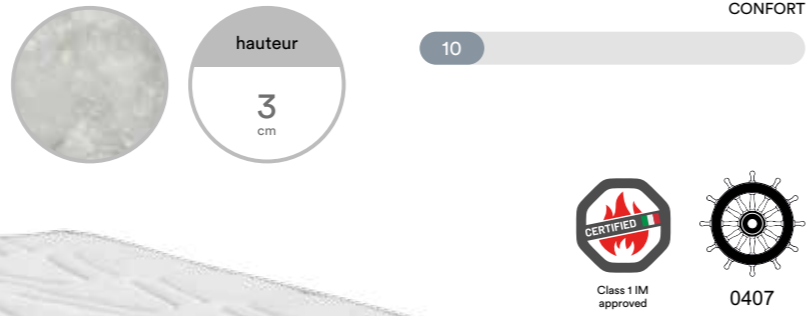 CONFORT
hauteur
10
3
cm
CERTIFIED
Class 1 IM
approved
0407